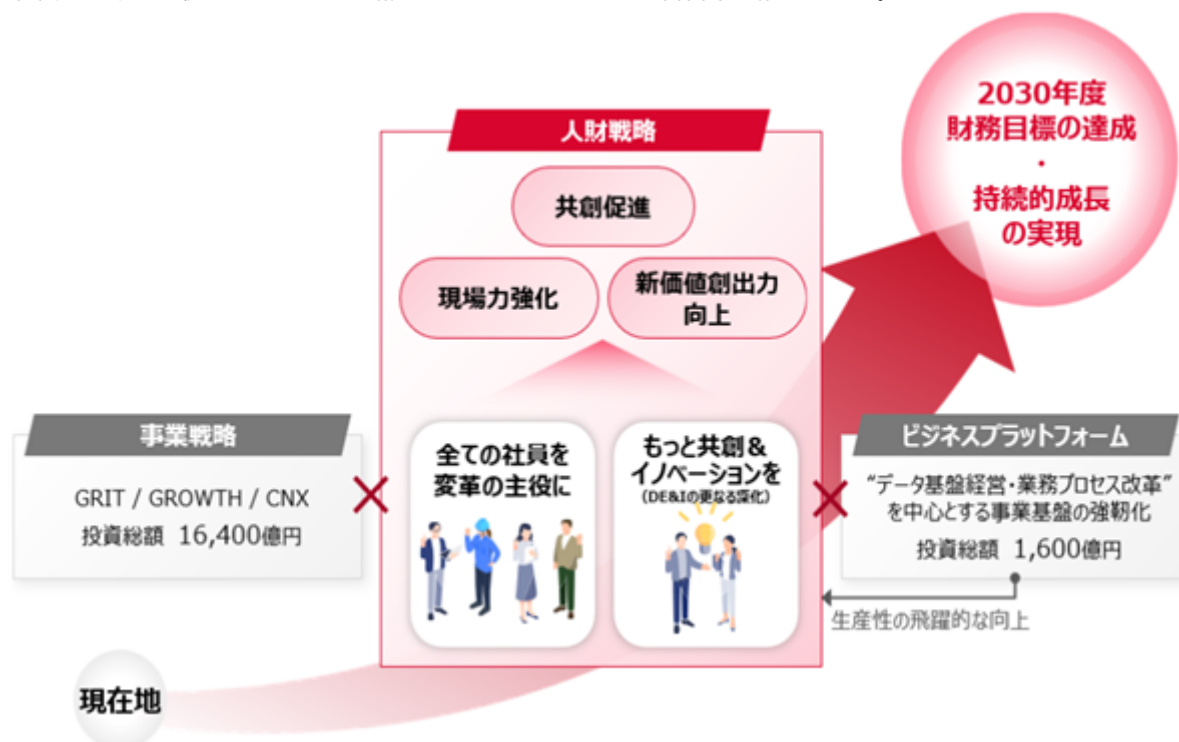 2030年度
財務目標の達成
・
持続的成長
の実現
人財戦略
共創促進
現場力強化
新価値創出力
向上
事業戦略
GRIT / GROWTH / CNX
投資総額 16,400億円
×
全ての社員を
変革の主役に
もっと共創＆
イノベーションを
（DE&Iの更なる深化）
×
ビジネスプラットフォーム
“データ基盤経営・業務プロセス改革”
を中心とする事業基盤の強靭化
投資総額 1,600億円
生産性の飛躍的な向上
現在地